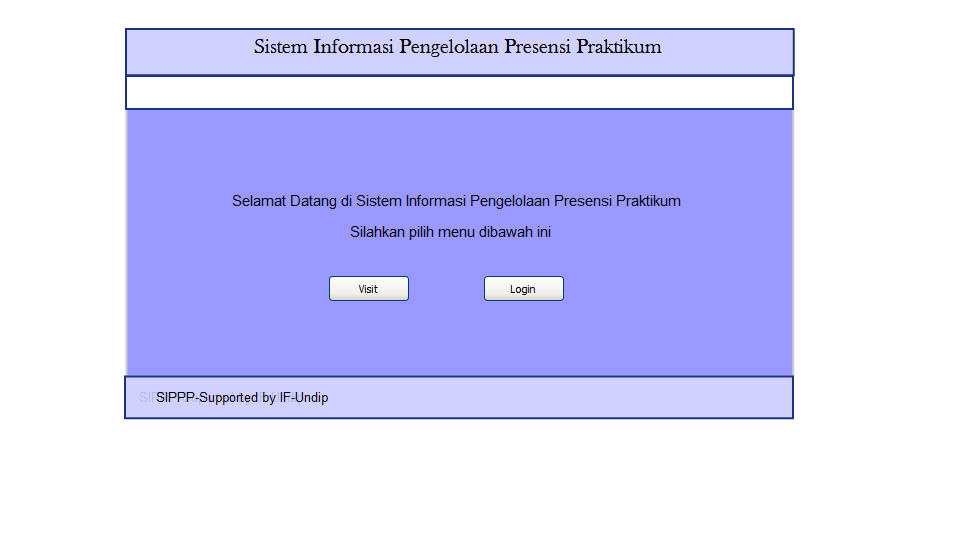 Sistem Informasi Pengelolaan Presensi Praktikum
Selamat Datang di Sistem Informasi Pengelolaan Presensi Praktikum
Silahkan pilih menu dibawah ini
Visit
Login
SIPPP-Supported by IF-Undip